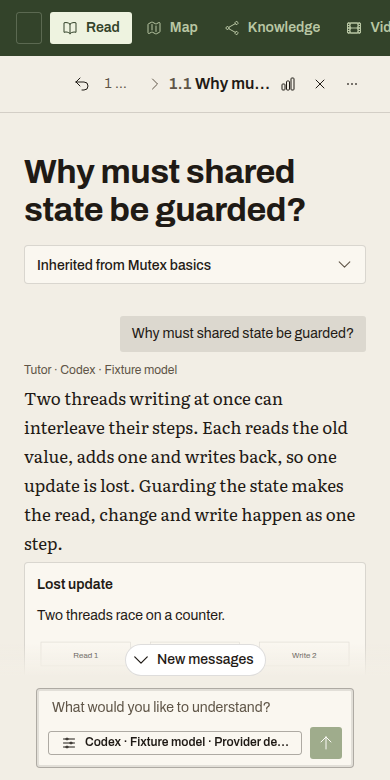 Read Map Knowledge Vid
1 ... 1.1 Why mu...
Why must shared
state be guarded?
Inherited from Mutex basics
Why must shared state be guarded?
Tutor · Codex · Fixture model
Two threads writing at once can
interleave their steps. Each reads the old
value, adds one and writes back, so one
update is lost. Guarding the state makes
the read, change and write happen as one
step.
Lost update
Two threads race on a counter.
Read 1 Write 2
New messages
What would you like to understand?
Codex · Fixture model · Provider de...